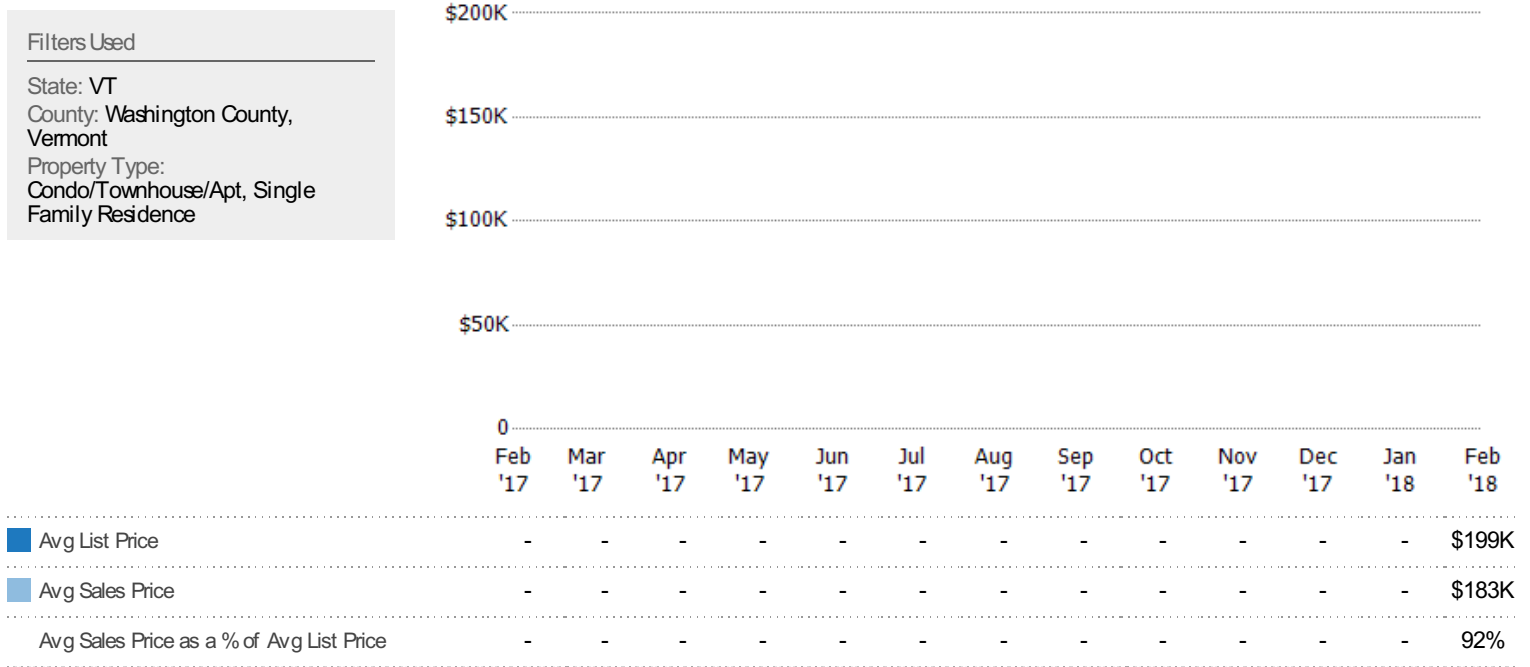 Filters Used
State: VT
County: Washington County,
Vermont
Property Type:
Condo/Townhouse/Apt, Single
Family Residence
$200K
$150K
$100K
$50K
0
Feb Mar Apr May Jun Jul Aug Sep Oct Nov Dec Jan Feb
'17 '17 '17 '17 '17 '17 '17 '17 '17 '17 '17 '18 '18
Avg List Price - - - - - - - - - - - - $199K
Avg Sales Price - - - - - - - - - - - - $183K
Avg Sales Price as a % of Avg List Price - - - - - - - - - - - - 92%